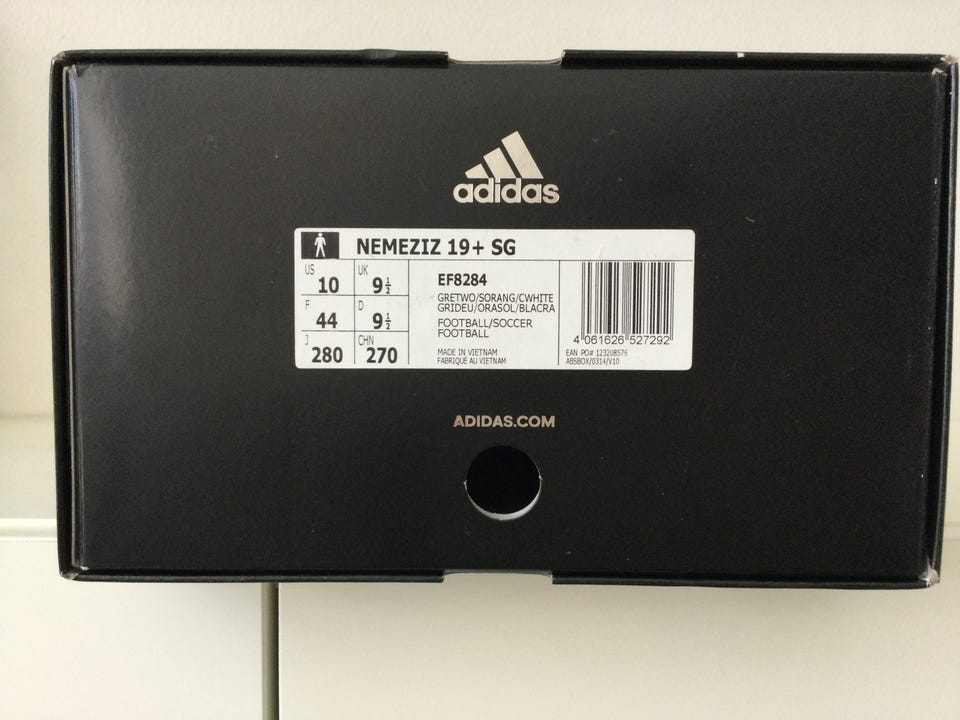 adidas
NEMEZIZ 19+ SG
US
10
UK
9½
F
44
D
9½
J
280
CHN
270
EF8284
GRETWO/SORANG/CWHITE
GRIDEU/ORASOL/BLACRA
FOOTBALL/SOCCER
FOOTBALL
MADE IN VIETNAM
FABRIQUE AU VIETNAM
4 061626 527292
EAN PO# 123208576
ABSBOX/0314/V10
ADIDAS.COM